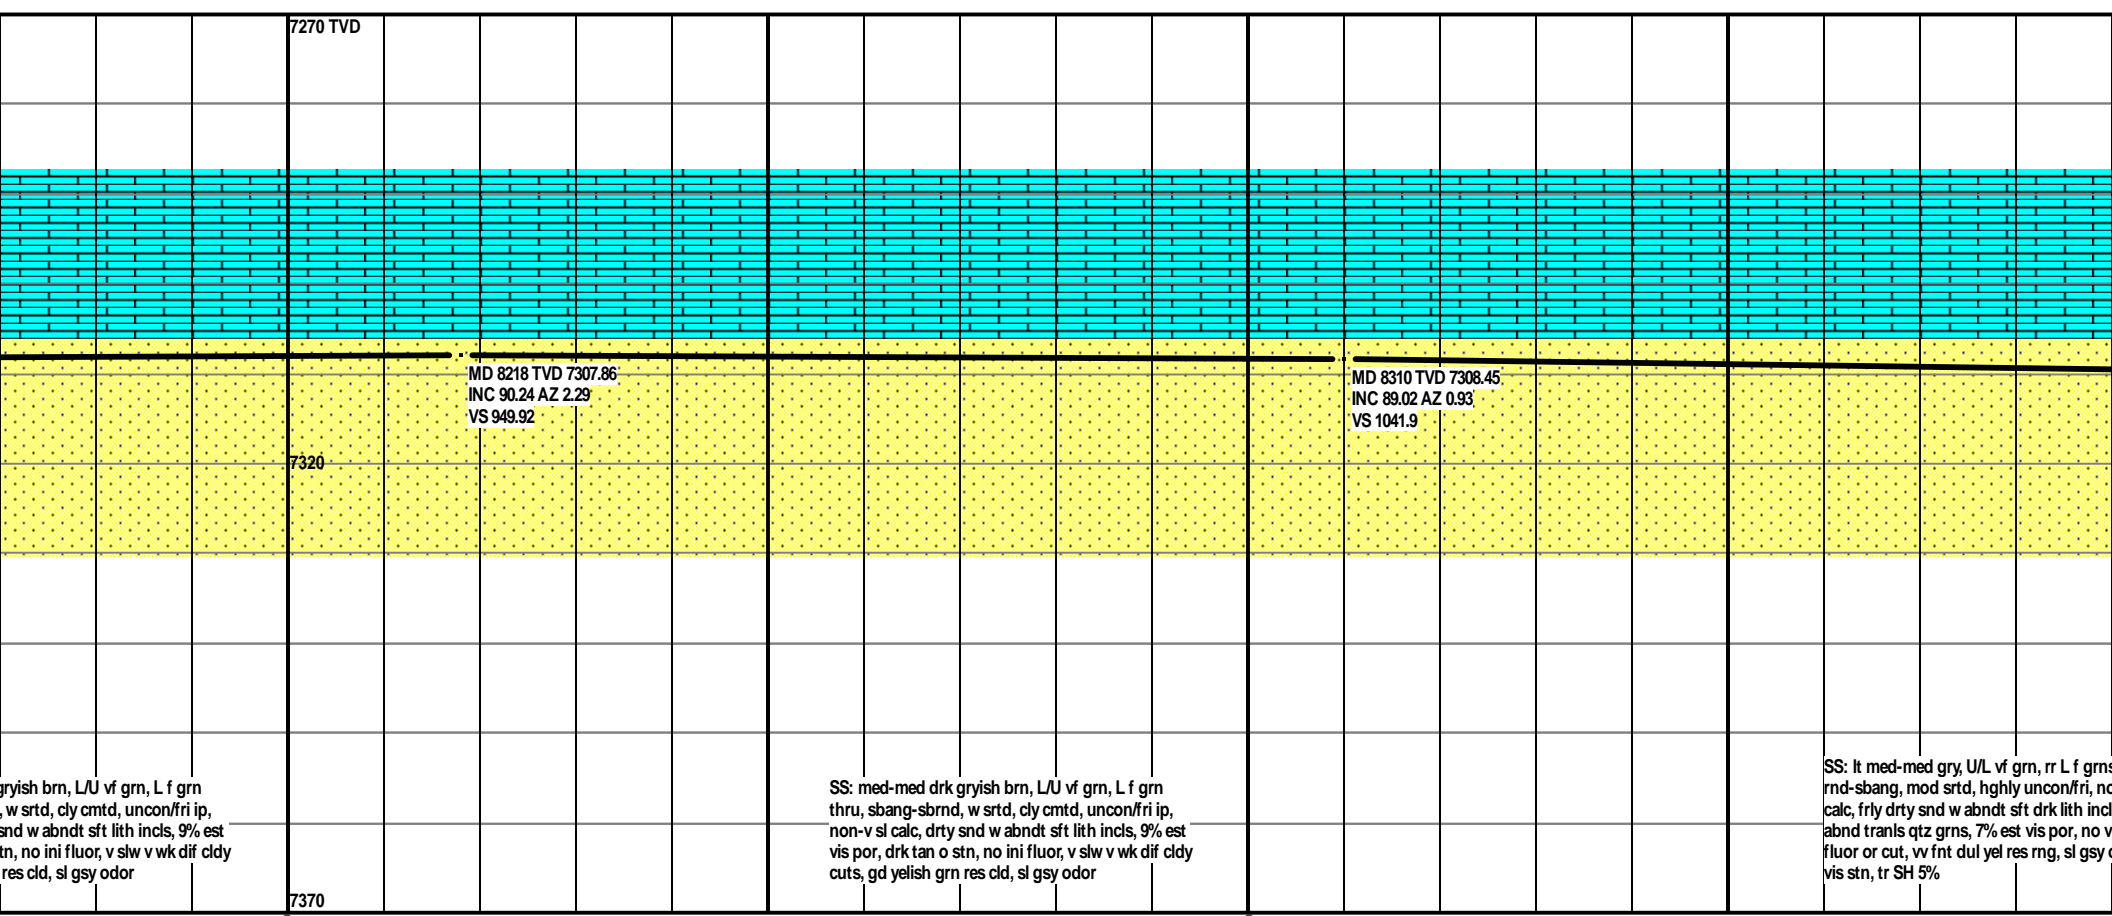 7270 TVD
MD 8218 TVD 7307.86
INC 90.24 AZ 2.29
VS 949.92
MD 8310 TVD 7308.45
INC 89.02 AZ 0.93
VS 1041.9
7320
gryish brn, L/U vf grn, L f grn
, w srtd, cly cmtd, uncon/fri ip,
snd w abndt sft lith incls, 9% est
tn, no ini fluor, v slw v wk dif cldy
res cld, sl gsy odor
SS: med-med drk gryish brn, L/U vf grn, L f grn
thru, sbang-sbrnd, w srtd, cly cmtd, uncon/fri ip,
non-v sl calc, drty snd w abndt sft lith incls, 9% est
vis por, drk tan o stn, no ini fluor, v slw v wk dif cldy
cuts, gd yelish grn res cld, sl gsy odor
SS: lt med-med gry, U/L vf grn, rr L f grns
rnd-sbang, mod srtd, hghly uncon/fri, no
calc, frly drty snd w abndt sft drk lith incl
abnd tranls qtz grns, 7% est vis por, no v
fluor or cut, vv fnt dul yel res rng, sl gsy
vis stn, tr SH 5%
7370